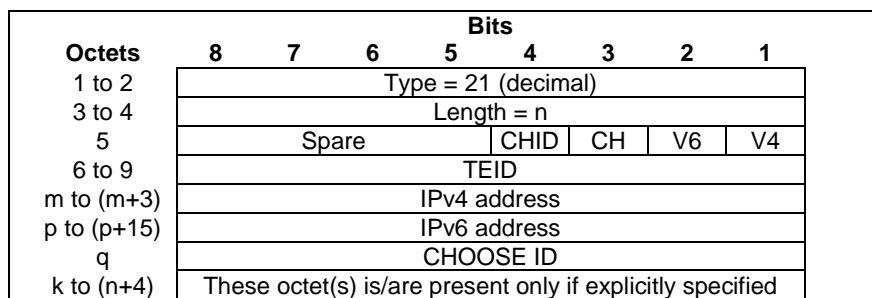 Bits
Octets 8 7 6 5 4 3 2 1
1 to 2 Type = 21 (decimal)
3 to 4 Length = n
5 Spare CHID CH V6 V4
6 to 9 TEID
m to (m+3) IPv4 address
p to (p+15) IPv6 address
q CHOOSE ID
k to (n+4) These octet(s) is/are present only if explicitly specified